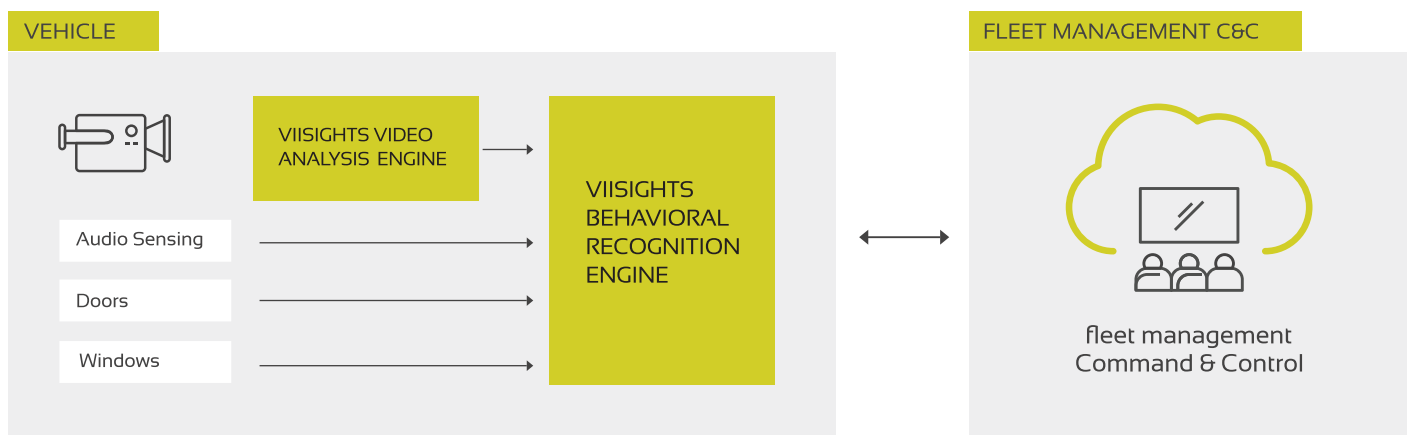 VEHICLE
FLEET MANAGEMENT C&C
VIISIGHTS VIDEO
ANALYSIS ENGINE
VIISIGHTS
BEHAVIORAL
RECOGNITION
ENGINE
Audio Sensing
Doors
Windows
fleet management
Command & Control